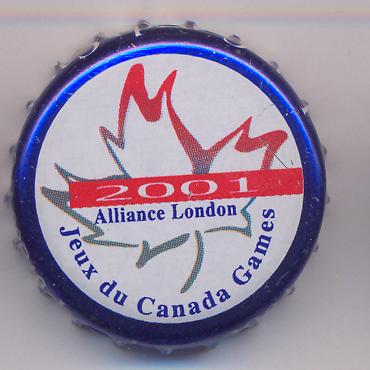 2001
Alliance London
Jeux du Canada Games